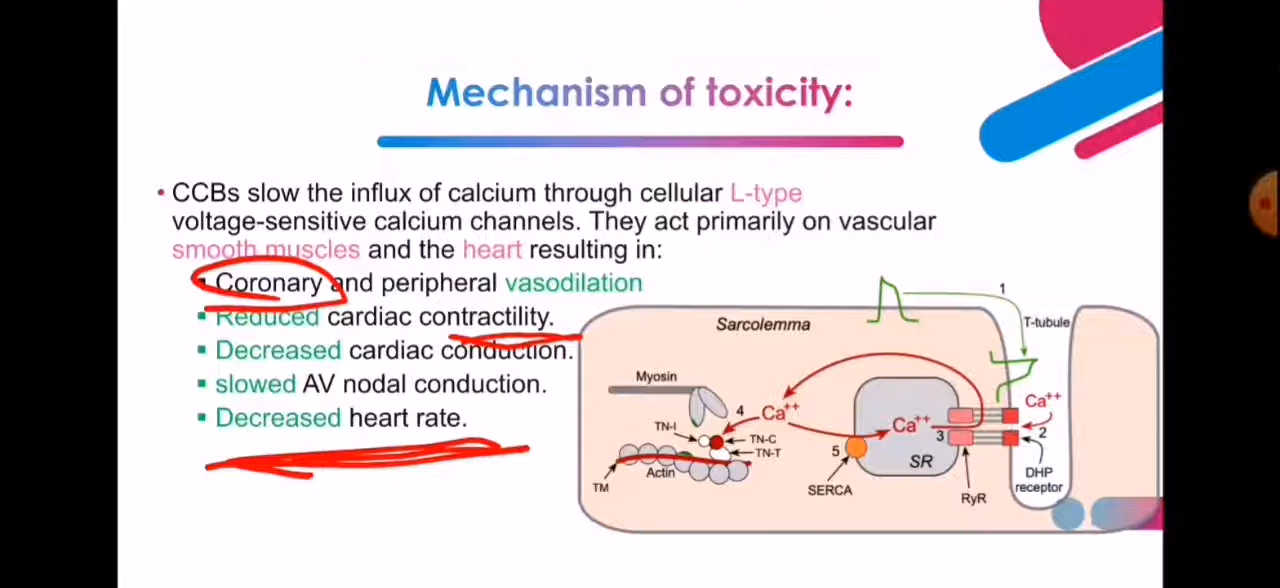 Mechanism of toxicity:
• CCBs slow the influx of calcium through cellular L-type
voltage-sensitive calcium channels. They act primarily on vascular
smooth muscles and the heart resulting in:
▪ Coronary and peripheral vasodilation
▪ Reduced cardiac contractility.
▪ Decreased cardiac conduction.
▪ slowed AV nodal conduction.
▪ Decreased heart rate.
1
Sarcolemma
T-tubule
Myosin
4
Ca++
Ca++
Ca++
TN-I
TN-C
TN-T
3
2
5
SR
Actin
TM
SERCA
RyR
DHP
receptor